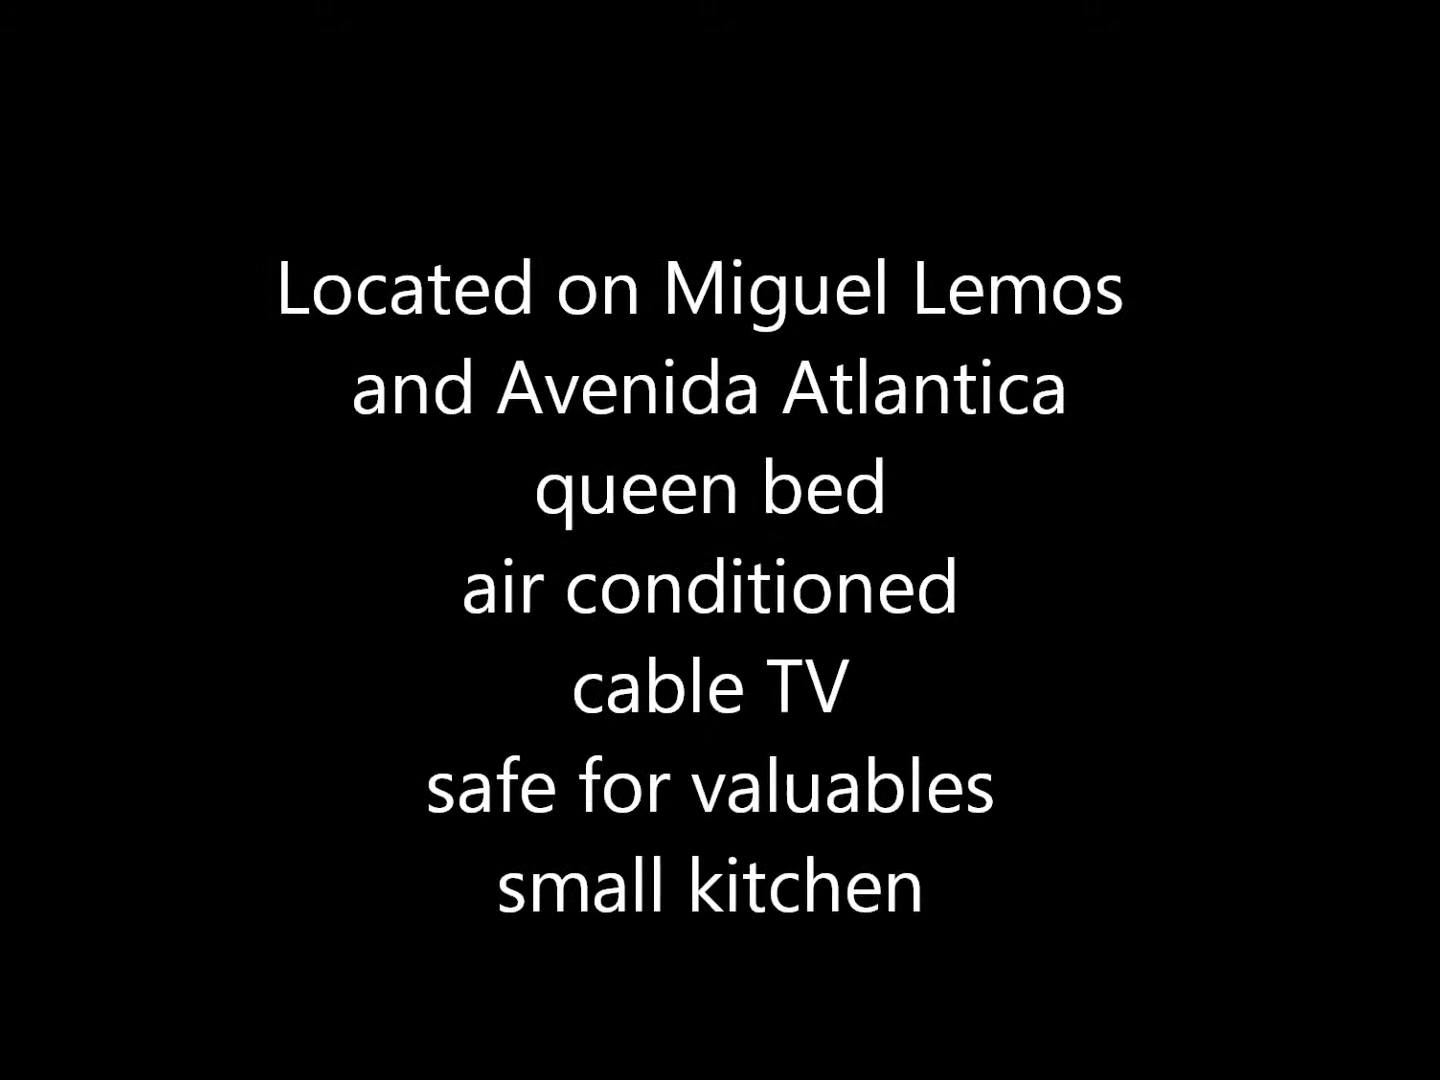 Located on Miguel Lemos
and Avenida Atlantica
queen bed
air conditioned
cable TV
safe for valuables
small kitchen